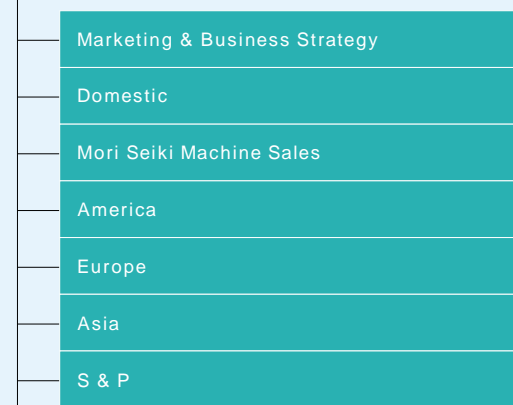 Marketing & Business Strategy
Domestic
Mori Seiki Machine Sales
America
Europe
Asia
S & P